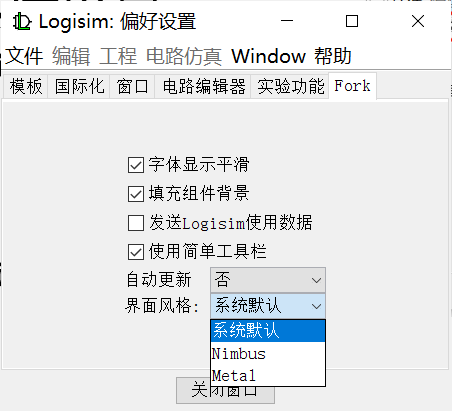 Logisim: 偏好设置
文件 编辑 工程 电路仿真 Window 帮助
模板 国际化 窗口 电路编辑器 实验功能 Fork
字体显示平滑
填充组件背景
发送Logisim使用数据
使用简单工具栏
自动更新 否
界面风格: 系统默认
系统默认
Nimbus
Metal
关闭窗口